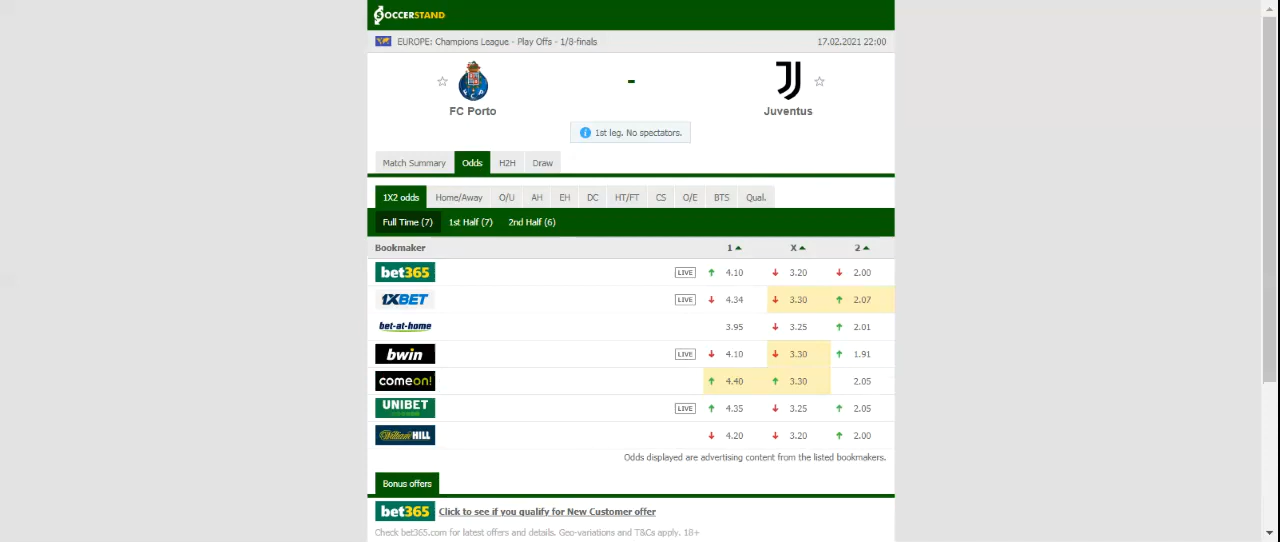 SOCCERSTAND
EUROPE: Champions League - Play Offs - 1/8-finals 17.02.2021 22:00
FCP
-
FC Porto Juventus
1st leg. No spectators.
Match Summary Odds H2H Draw
1X2 odds Home/Away O/U AH EH DC HT/FT CS O/E BTS Qual.
Full Time (7) 1st Half (7) 2nd Half (6)
Bookmaker 1 X 2
bet365 LIVE 4.10 3.20 2.00
1XBET LIVE 4.34 3.30 2.07
bet-at-home 3.95 3.25 2.01
bwin LIVE 4.10 3.30 1.91
comeon! 4.40 3.30 2.05
UNIBET LIVE 4.35 3.25 2.05
William HILL 4.20 3.20 2.00
Odds displayed are advertising content from the listed bookmakers.
Bonus offers
bet365 Click to see if you qualify for New Customer offer
Check bet365.com for latest offers and details. Geo-variations and T&Cs apply. 18+